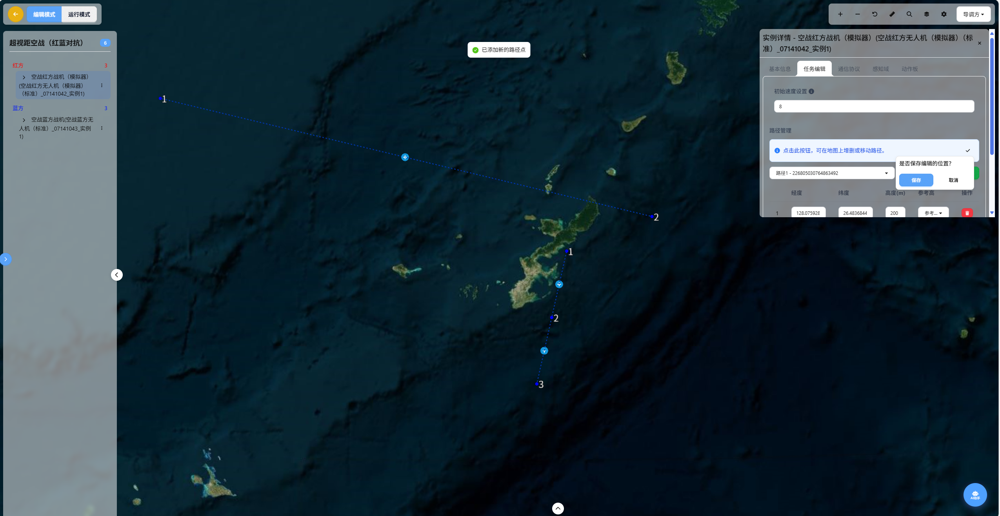 编辑模式
运行模式
导调方
超视距空战（红蓝对抗）
6
红方
3
空战红方战机（模拟器）
(空战红方无人机（模拟器）
（标准）_07141042_实例1)
蓝方
3
空战蓝方战机(空战蓝方无
人机（标准）_07141043_实例
1)
已添加新的路径点
1
2
1
2
3
实例详情 - 空战红方战机（模拟器）(空战红方无人机（模拟器）（标
准）_07141042_实例1)
基本信息
任务编辑
通信协议
感知域
动作板
初始速度设置
8
路径管理
点击此按钮，可在地图上增删或移动路径。
是否保存编辑的位置?
保存
取消
路径1 - 226805030764863492
经度
纬度
高度(m)
参考高
操作
1
128.075928
26.4836844
200
参考...
AI助手